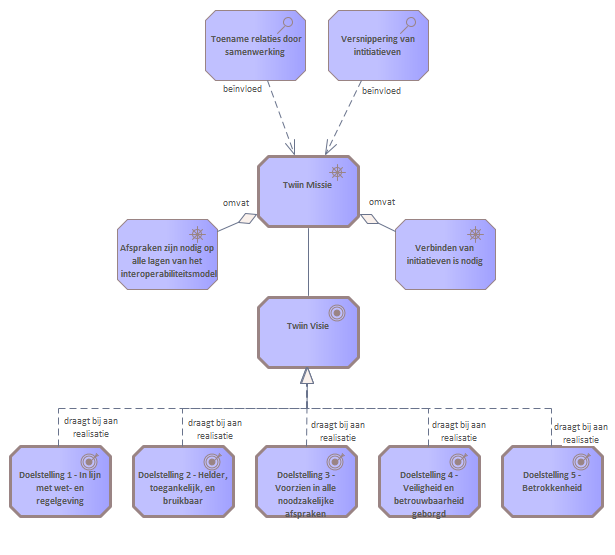 Toename relaties door
samenwerking
Versnippering van
intitiatieven
beïnvloed
beïnvloed
Twiin Missie
omvat
omvat
Afspraken zijn nodig op
alle lagen van het
interoperabiliteitsmodel
Verbinden van
initiatieven is nodig
Twiin Visie
draagt bij aan
realisatie
draagt bij aan
realisatie
draagt bij aan
realisatie
draagt bij aan
realisatie
draagt bij aan
realisatie
Doelstelling 1 - In lijn
met wet- en
regelgeving
Doelstelling 2 - Helder,
toegankelijk, en
bruikbaar
Doelstelling 3 -
Voorzien in alle
noodzakelijke
afspraken
Doelstelling 4 -
Veiligheid en
betrouwbaarheid
geborgd
Doelstelling 5 -
Betrokkenheid